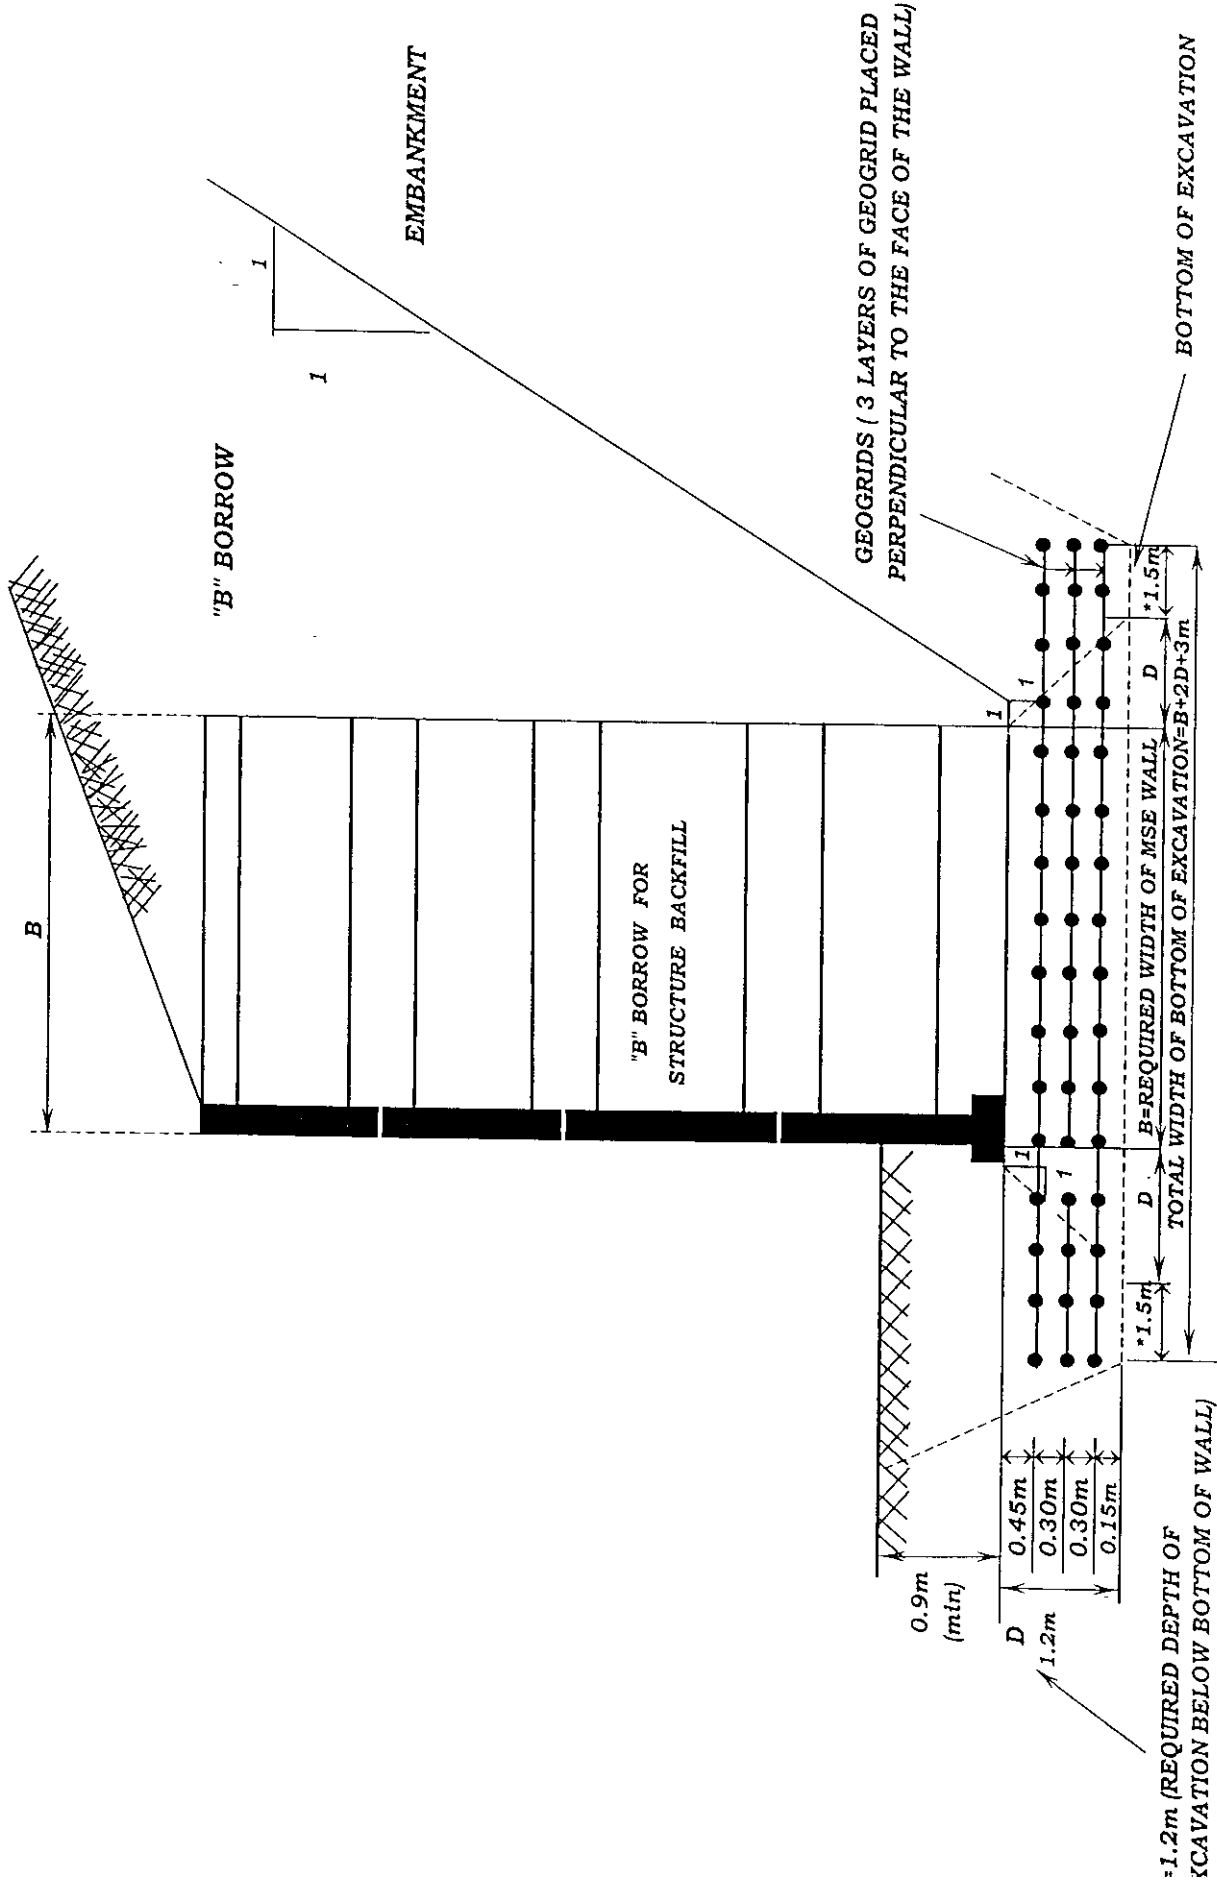 B
"B" BORROW
1
1
EMBANKMENT
"B" BORROW FOR
STRUCTURE BACKFILL
GEOGRIDS ( 3 LAYERS OF GEOGRID PLACED
PERPENDICULAR TO THE FACE OF THE WALL)
0.9m
(min)
D
1.2m
0.45m
0.30m
0.30m
0.15m
1
1
1
1
*1.5m
D
B=REQUIRED WIDTH OF MSE WALL
D
*1.5m
TOTAL WIDTH OF BOTTOM OF EXCAVATION=B+2D+3m
BOTTOM OF EXCAVATION
=1.2m (REQUIRED DEPTH OF
XCAVATION BELOW BOTTOM OF WALL)